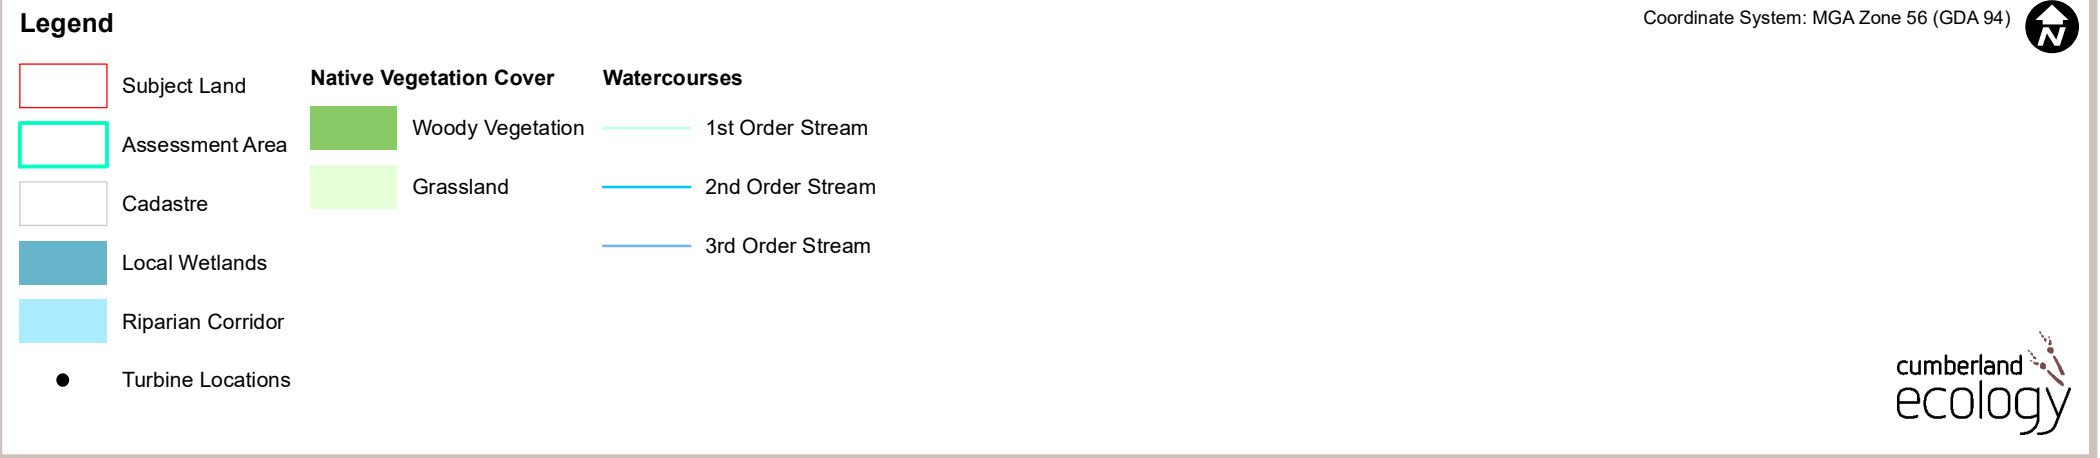 Legend
Coordinate System: MGA Zone 56 (GDA 94)
N
Subject Land
Assessment Area
Cadastre
Local Wetlands
Riparian Corridor
Turbine Locations
Native Vegetation Cover
Woody Vegetation
Grassland
Watercourses
1st Order Stream
2nd Order Stream
3rd Order Stream
cumberland
ecology